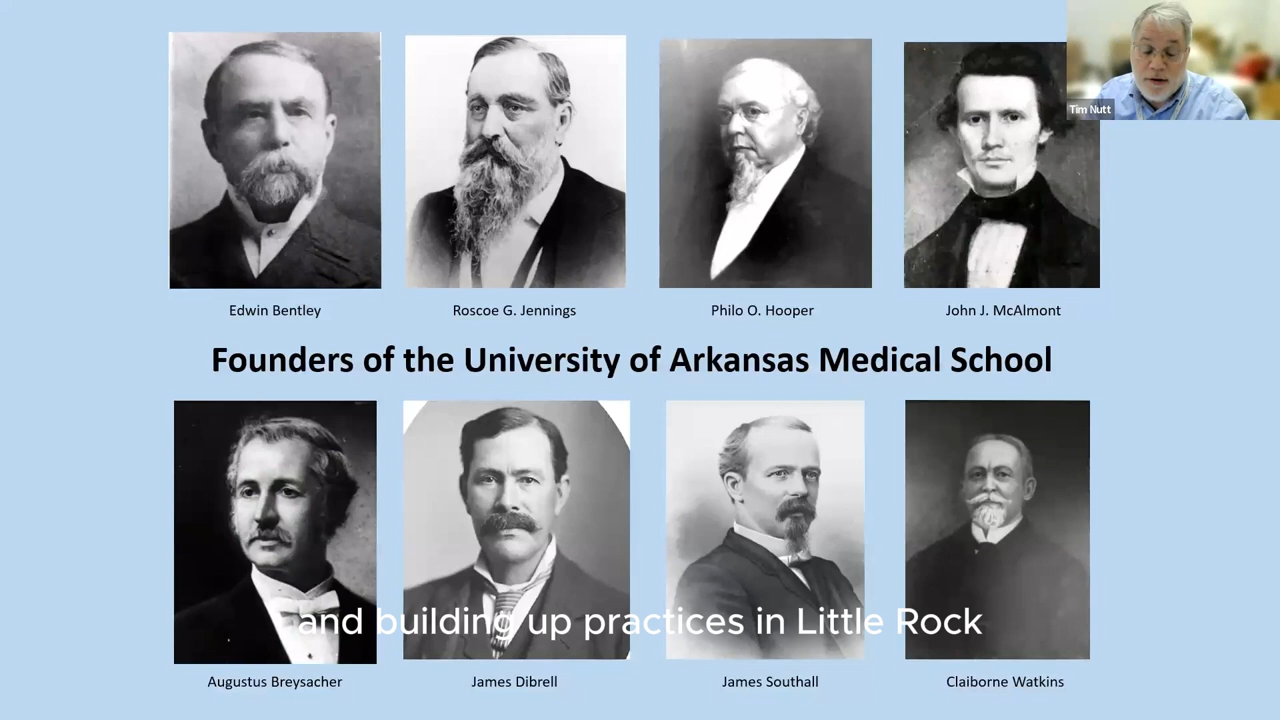 Tim Nutt
Edwin Bentley
Roscoe G. Jennings
Philo O. Hooper
John J. McAlmont
Founders of the University of Arkansas Medical School
and building up practices in Little Rock
Augustus Breysacher
James Dibrell
James Southall
Claiborne Watkins